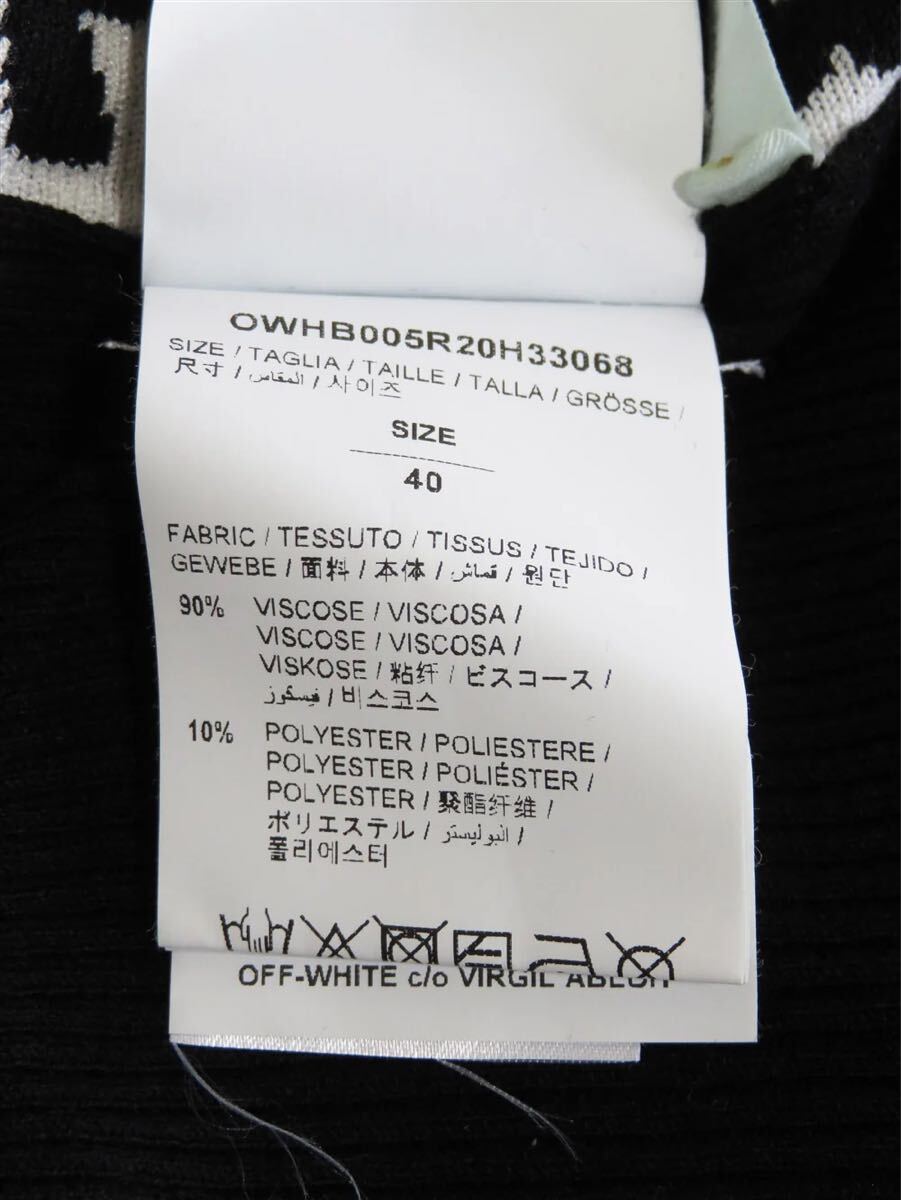 OWHB005R20H33068
SIZE / TAGLIA / TAILLE / TALLA / GRÖSSE /
尺寸 / المقاس / 사이즈
SIZE
40
FABRIC / TESSUTO / TISSUS / TEJIDO /
GEWEBE / 面料 / 本体 / قماش / 원단
90% VISCOSE / VISCOSA /
VISCOSE / VISCOSA /
VISKOSE / 粘纤 / ビスコース /
فيسكوز / 비스코스
10% POLYESTER / POLIESTERE /
POLYESTER / POLIÉSTER /
POLYESTER / 聚酯纤维 /
ポリエステル / البوليستر /
폴리에스터
OFF-WHITE c/o VIRGIL ABLOH